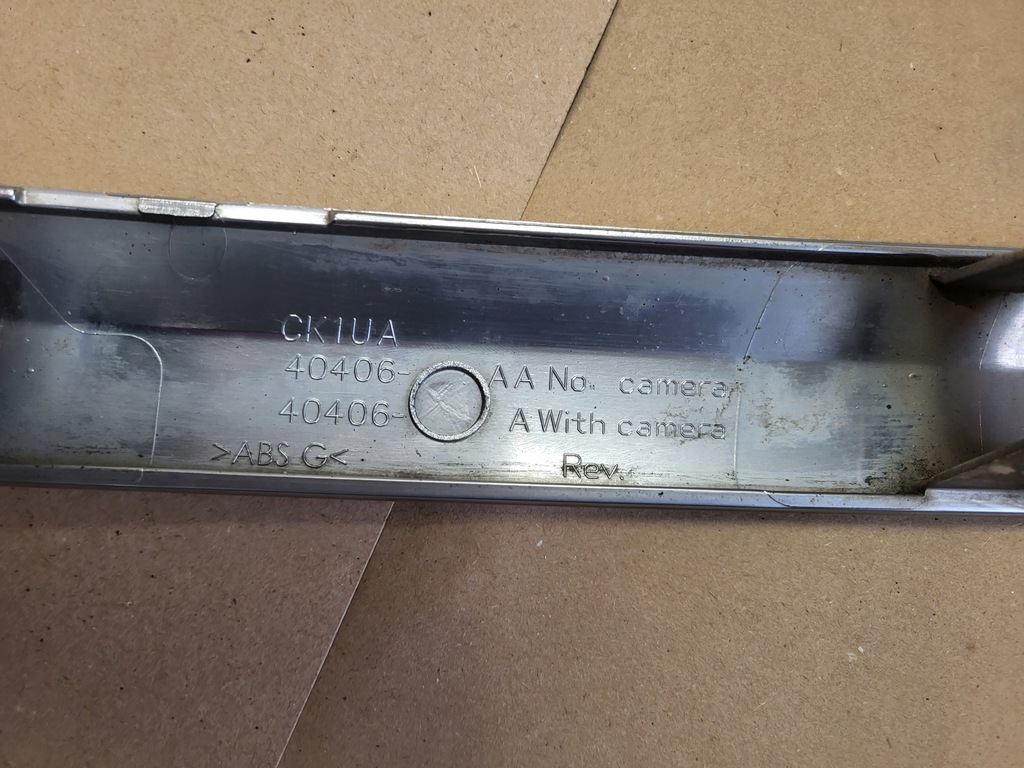 CK1UA
40406- AA No. camera
40406- A With camera
>ABS G<
Rev.